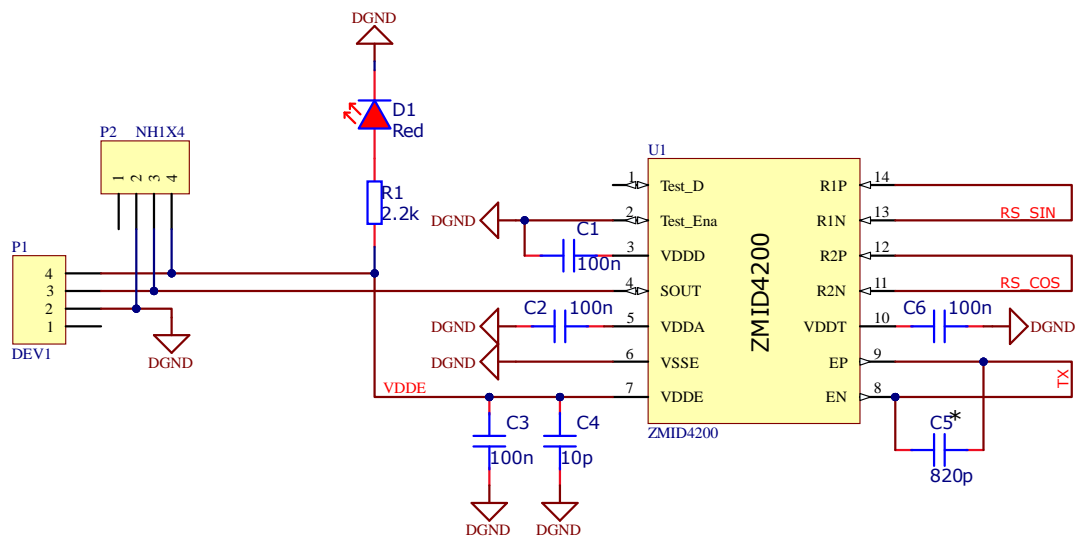 DGND
D1
Red
P2 NH1X4
1 2 3 4
R1
2.2k
P1
4
3
2
1
DEV1
DGND
VDDE
C3
100n
DGND
C4
10p
DGND
DGND
C1
100n
C2 100n
DGND
DGND
U1
1 Test_D R1P 14
2 Test_Ena R1N 13
3 VDDD R2P 12
4 SOUT R2N 11
5 VDDA VDDT 10
6 VSSE EP 9
7 VDDE EN 8
ZMID4200
ZMID4200
RS_SIN
RS_COS
C6 100n
DGND
TX
C5*
820p